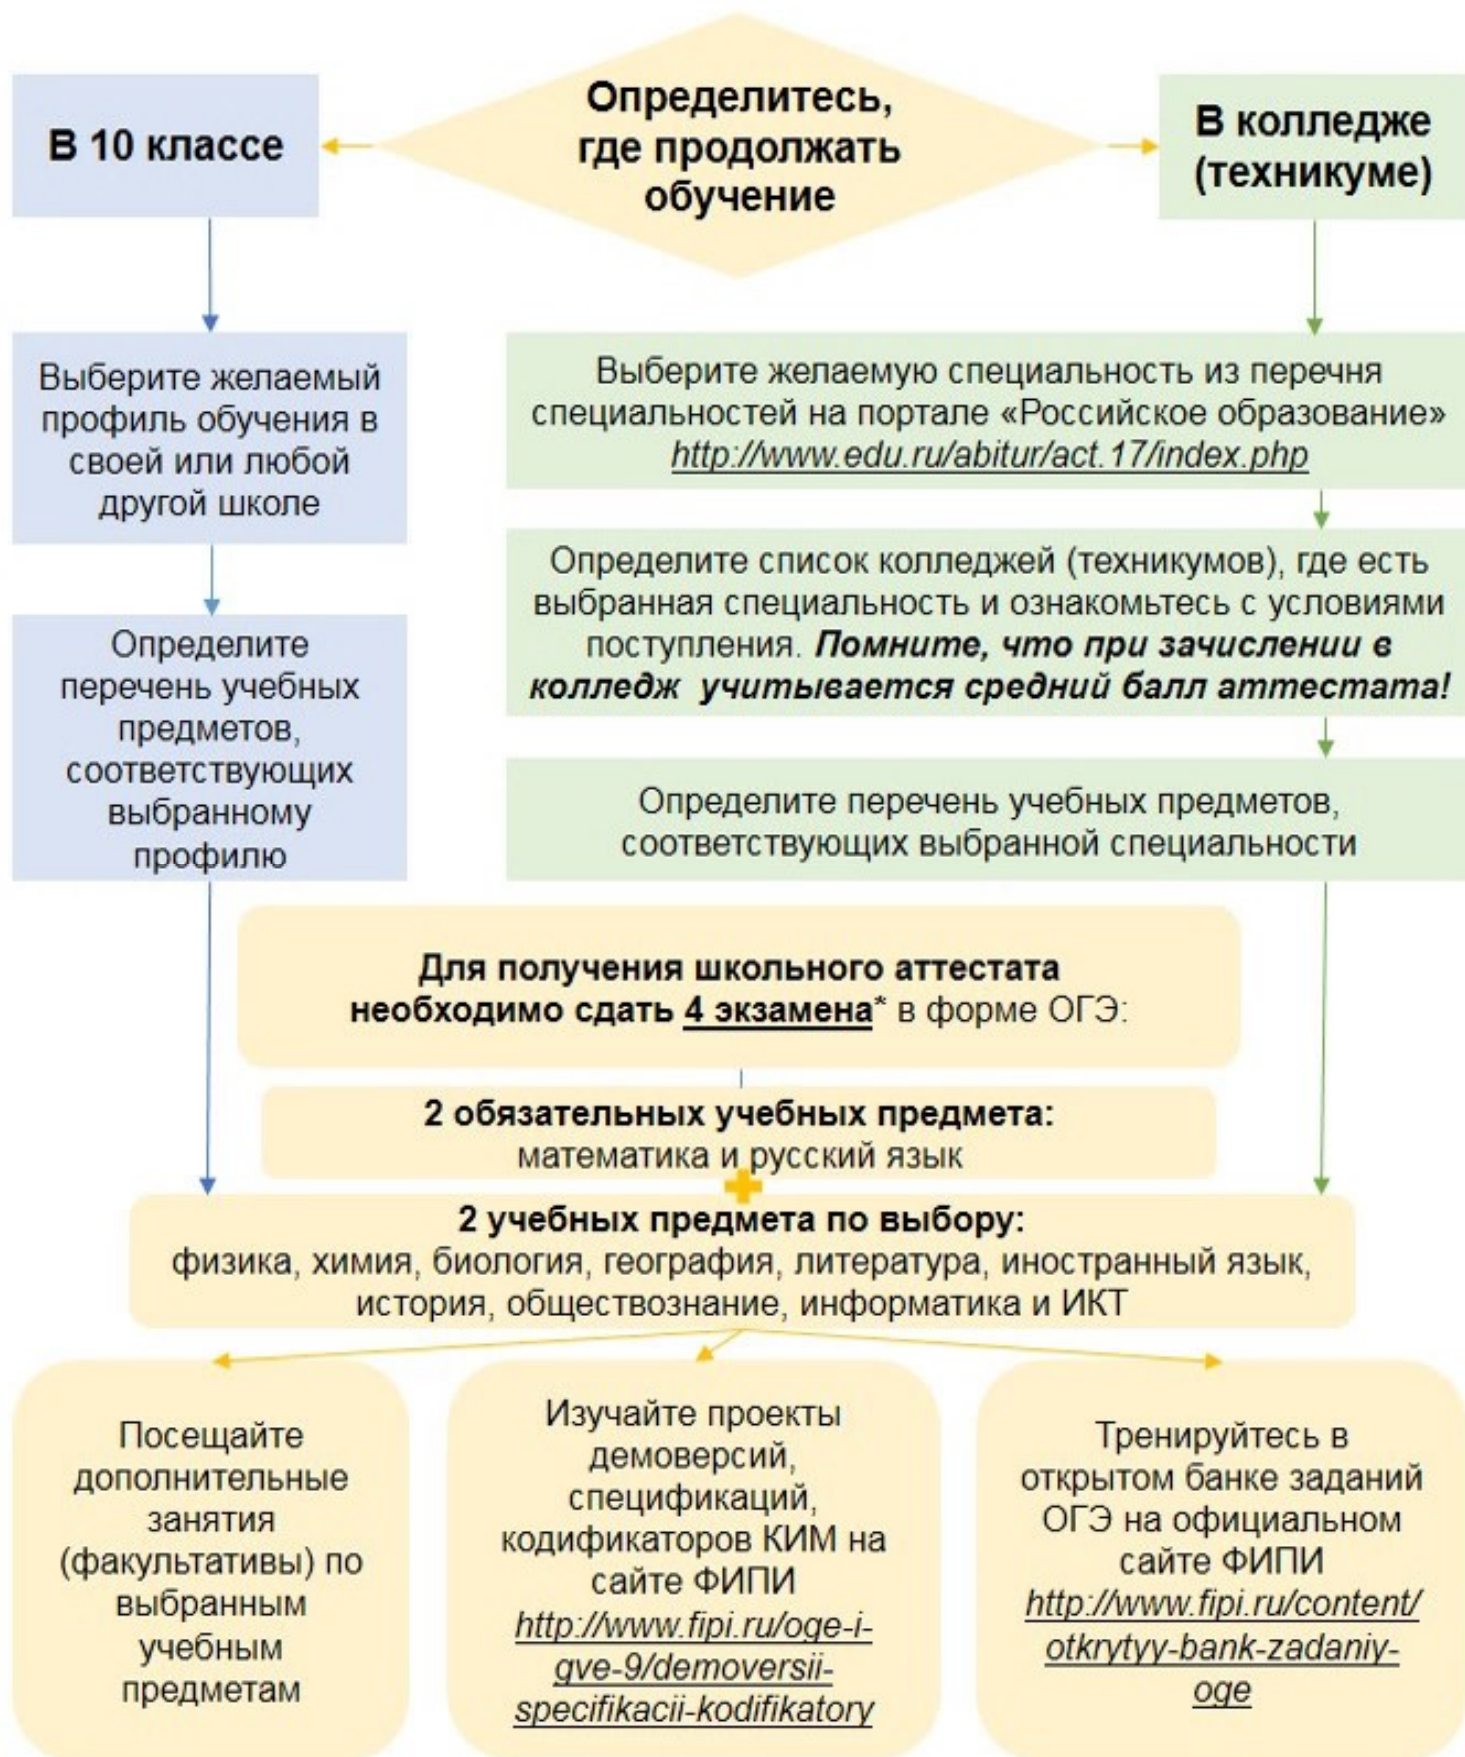 Определитесь,
где продолжать
обучение
В 10 классе
В колледже
(техникуме)
Выберите желаемый
профиль обучения в
своей или любой
другой школе
Определите
перечень учебных
предметов,
соответствующих
выбранному
профилю
Выберите желаемую специальность из перечня
специальностей на портале «Российское образование»
http://www.edu.ru/abitur/act.17/index.php
Определите список колледжей (техникумов), где есть
выбранная специальность и ознакомьтесь с условиями
поступления. Помните, что при зачислении в
колледж учитывается средний балл аттестата!
Определите перечень учебных предметов,
соответствующих выбранной специальности
Для получения школьного аттестата
необходимо сдать 4 экзамена* в форме ОГЭ:
2 обязательных учебных предмета:
математика и русский язык
2 учебных предмета по выбору:
физика, химия, биология, география, литература, иностранный язык,
история, обществознание, информатика и ИКТ
Посещайте
дополнительные
занятия
(факультативы) по
выбранным
учебным
предметам
Изучайте проекты
демоверсий,
спецификаций,
кодификаторов КИМ на
сайте ФИПИ
http://www.fipi.ru/oge-i-
gve-9/demoversii-
specifikacii-kodifikatory
Тренируйтесь в
открытом банке заданий
ОГЭ на официальном
сайте ФИПИ
http://www.fipi.ru/content/
otkrytyy-bank-zadaniy-
oge